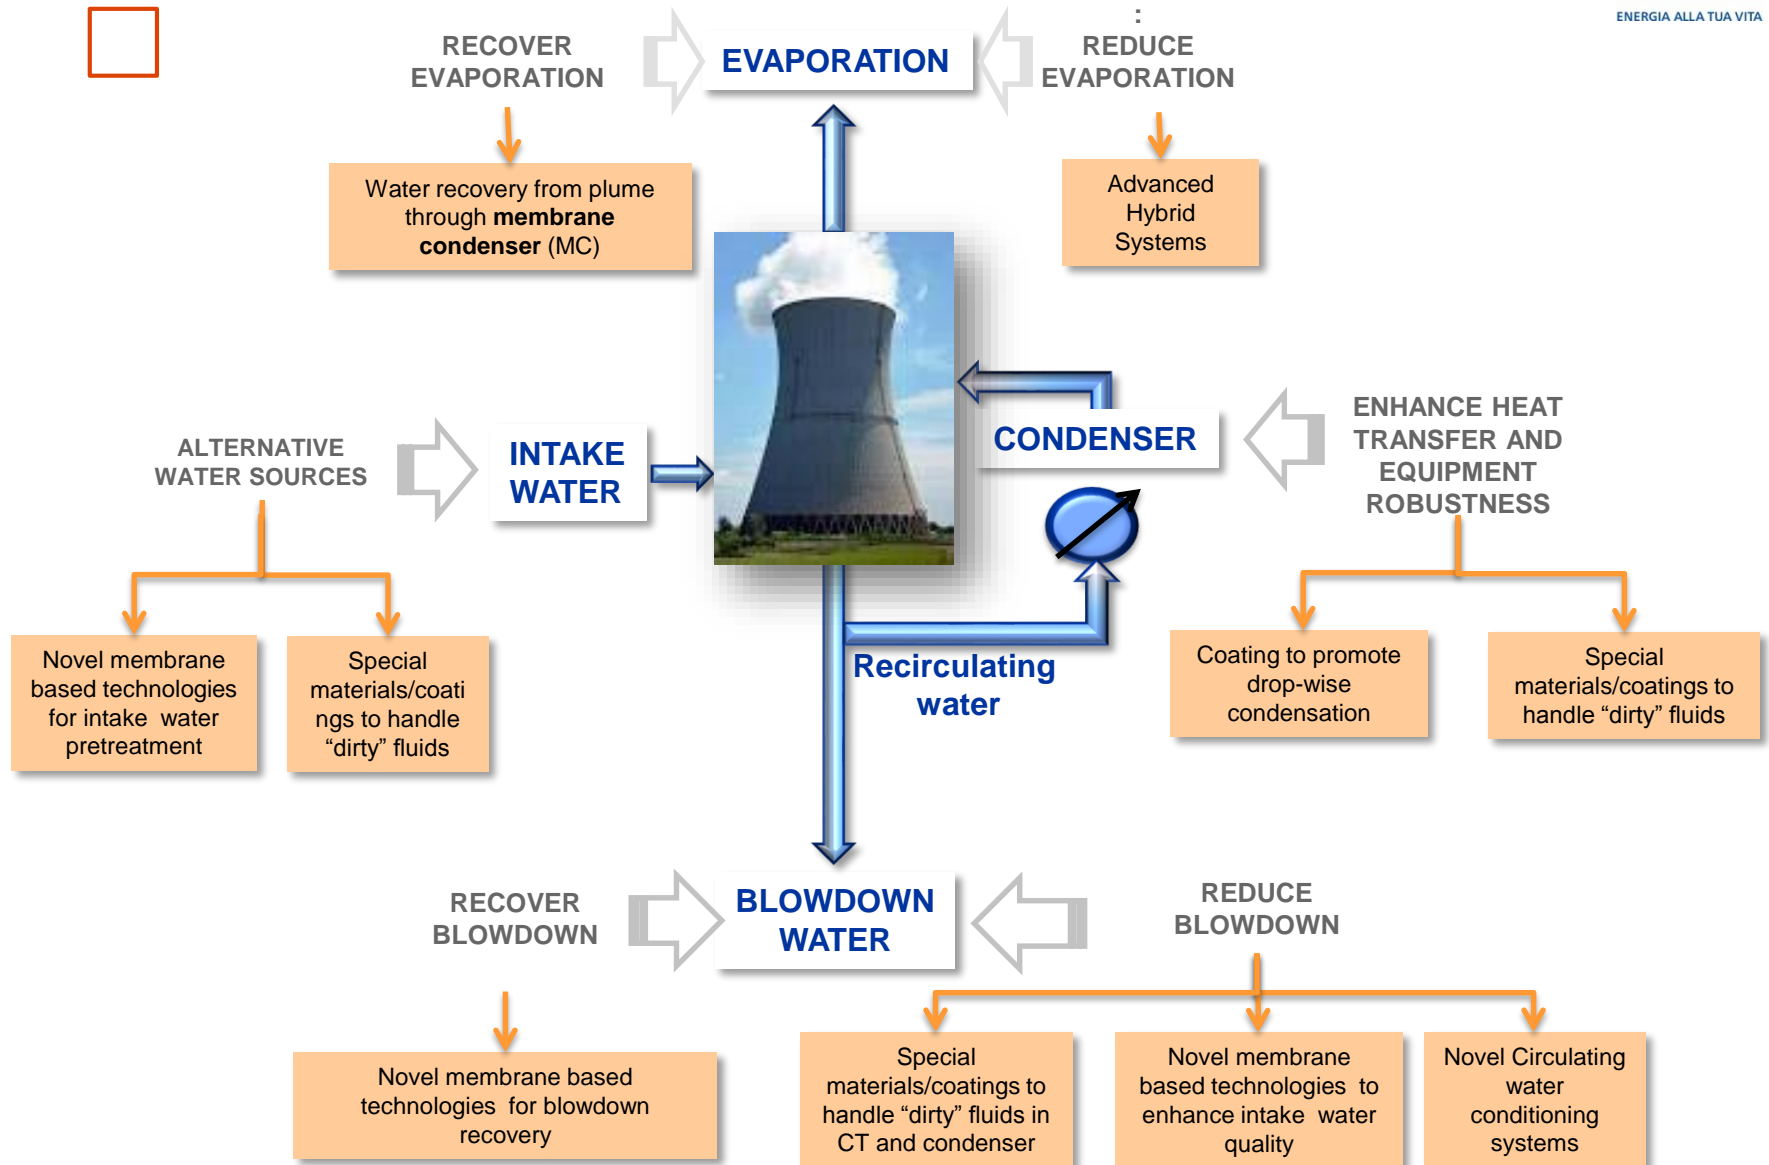 ENERGIA ALLA TUA VITA
RECOVER
EVAPORATION
EVAPORATION
:
REDUCE
EVAPORATION
Water recovery from plume
through membrane
condenser (MC)
Advanced
Hybrid
Systems
ALTERNATIVE
WATER SOURCES
INTAKE
WATER
CONDENSER
ENHANCE HEAT
TRANSFER AND
EQUIPMENT
ROBUSTNESS
Novel membrane
based technologies
for intake water
pretreatment
Special
materials/coati
ngs to handle
“dirty” fluids
Recirculating
water
Coating to promote
drop-wise
condensation
Special
materials/coatings to
handle “dirty” fluids
RECOVER
BLOWDOWN
BLOWDOWN
WATER
REDUCE
BLOWDOWN
Novel membrane based
technologies for blowdown
recovery
Special
materials/coatings to
handle “dirty” fluids in
CT and condenser
Novel membrane
based technologies to
enhance intake water
quality
Novel Circulating
water
conditioning
systems